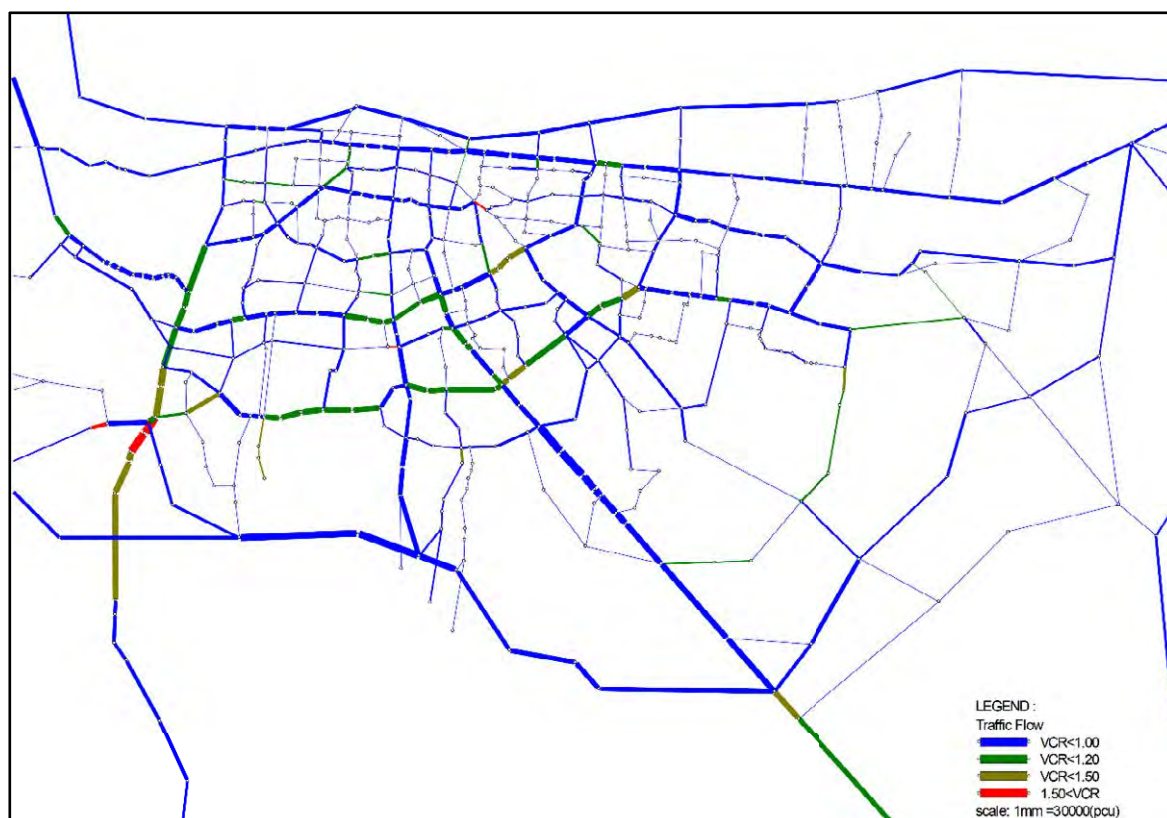 LEGEND :
Traffic Flow
VCR<1.00
VCR<1.20
VCR<1.50
1.50<VCR
scale: 1mm =30000(pcu)